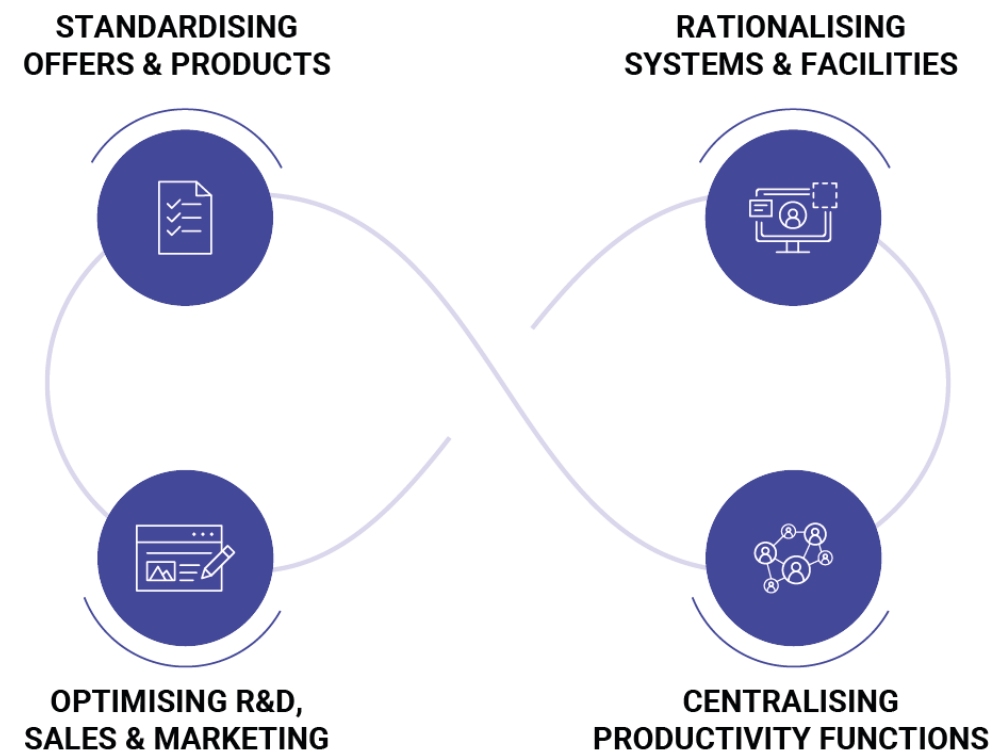 STANDARDISING
OFFERS & PRODUCTS
RATIONALISING
SYSTEMS & FACILITIES
OPTIMISING R&D,
SALES & MARKETING
CENTRALISING
PRODUCTIVITY FUNCTIONS